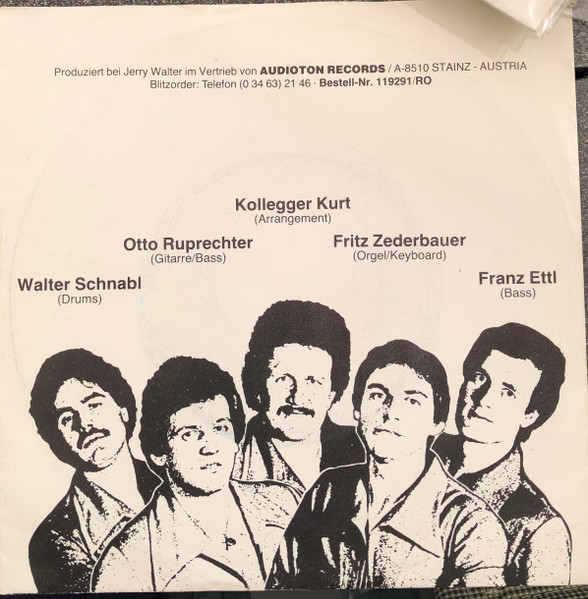 Produziert bei Jerry Walter im Vertrieb von AUDIOTON RECORDS / A-8510 STAINZ - AUSTRIA
Blitzorder: Telefon (0 34 63) 21 46 · Bestell-Nr. 119291/RO
Kollegger Kurt
(Arrangement)
Otto Ruprechter
(Gitarre/Bass)
Fritz Zederbauer
(Orgel/Keyboard)
Walter Schnabl
(Drums)
Franz Ettl
(Bass)